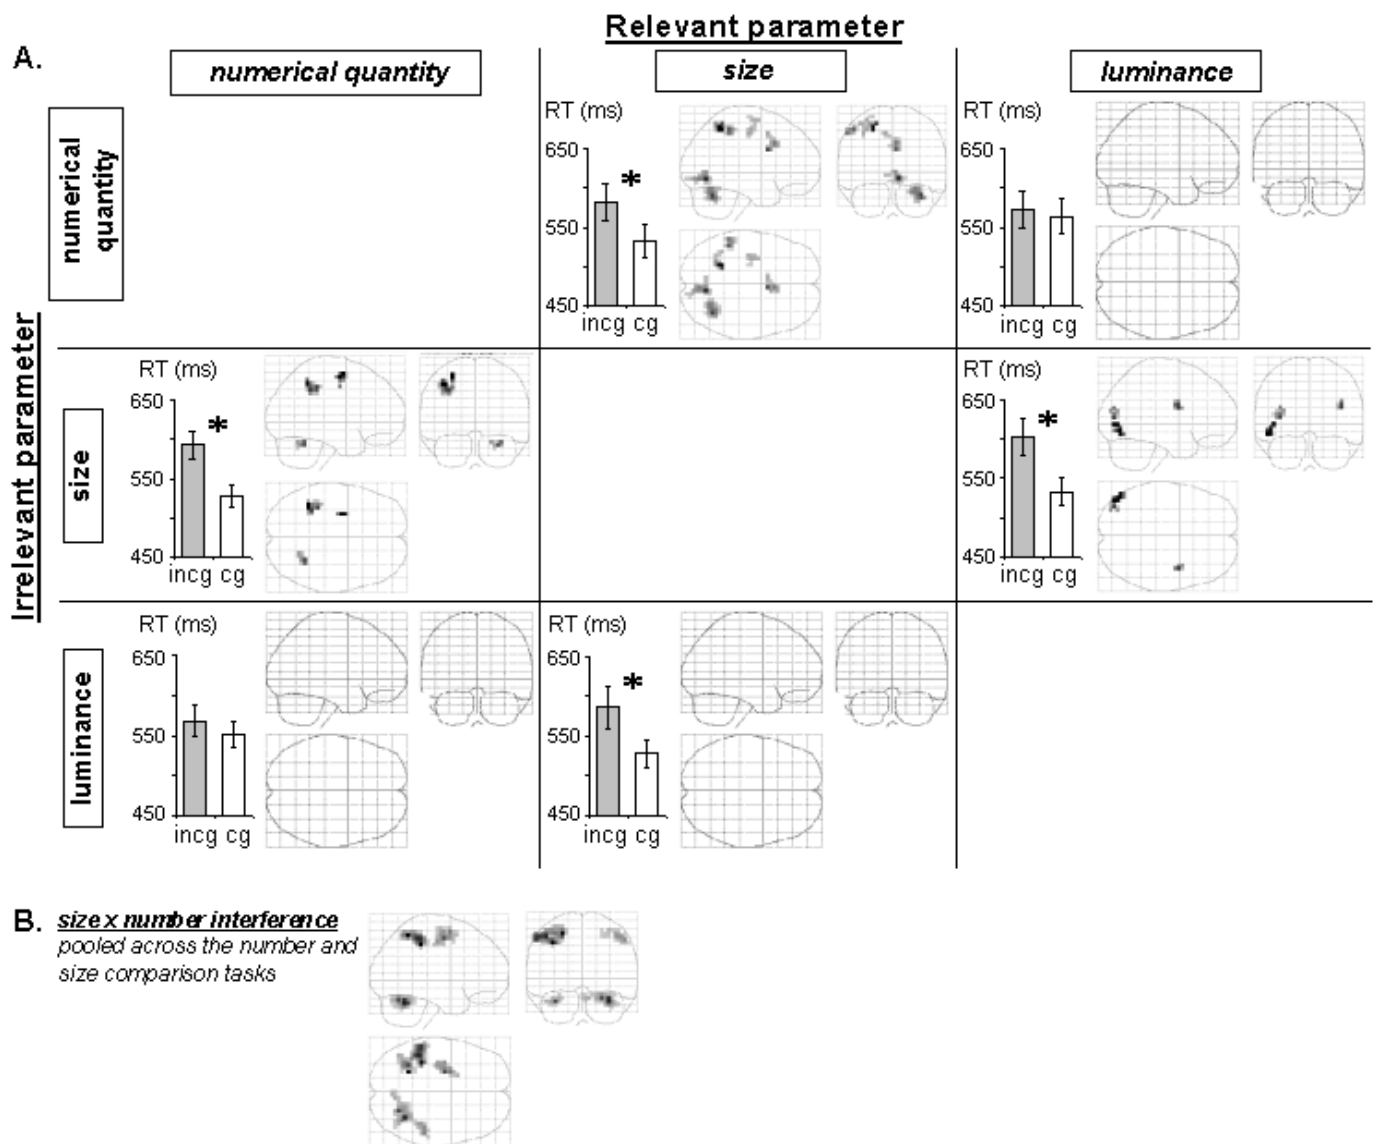 Relevant parameter
A.
numerical quantity
size
luminance
Irrelevant parameter
numerical
quantity
RT (ms)
650
550
450
*
incg cg
RT (ms)
650
550
450
incg cg
size
RT (ms)
650
550
450
*
incg cg
RT (ms)
650
550
450
*
incg cg
luminance
RT (ms)
650
550
450
incg cg
RT (ms)
650
550
450
*
incg cg
B. size x number interference
pooled across the number and
size comparison tasks